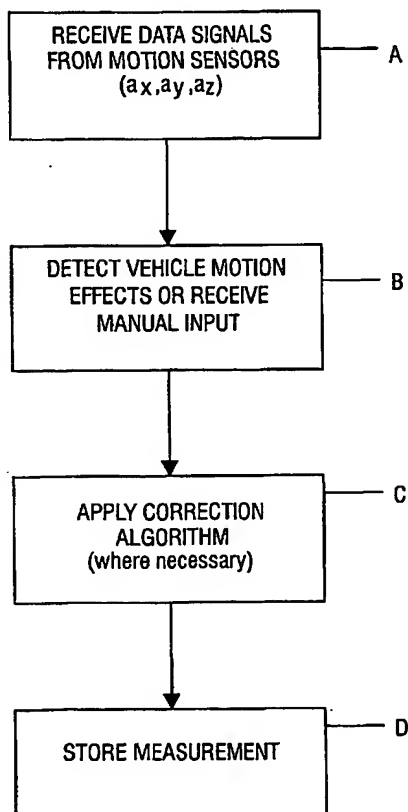 RECEIVE DATA SIGNALS
FROM MOTION SENSORS
(ax,ay,az)
A
DETECT VEHICLE MOTION
EFFECTS OR RECEIVE
MANUAL INPUT
B
APPLY CORRECTION
ALGORITHM
(where necessary)
C
STORE MEASUREMENT
D